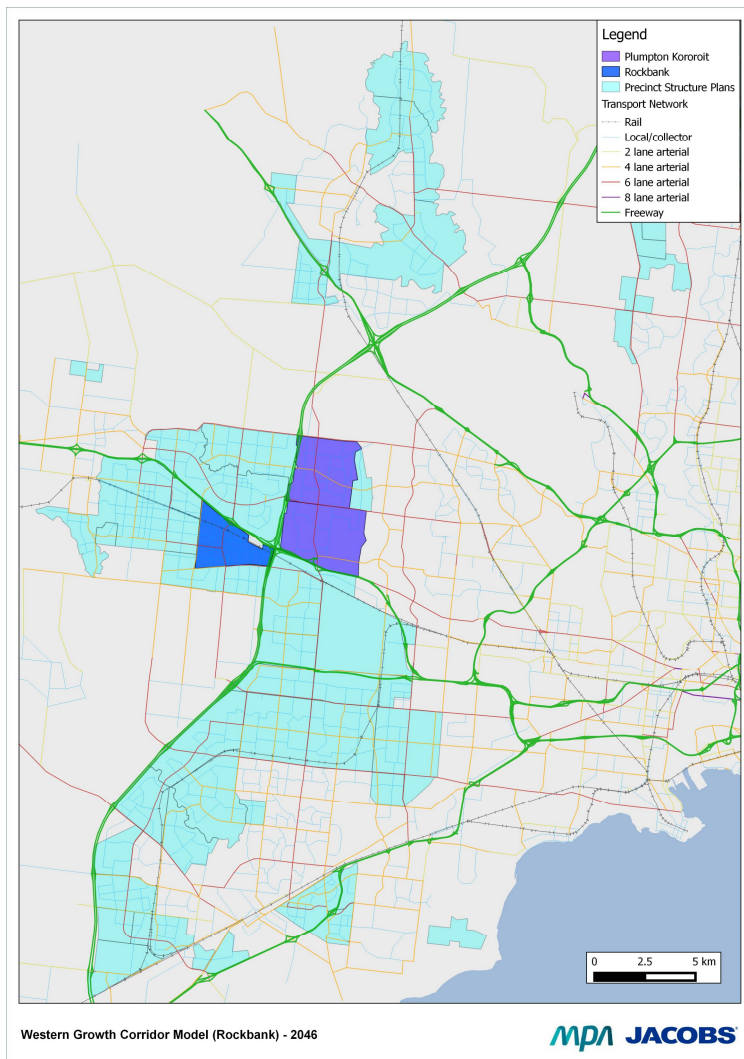 Legend
Plumpton Kororoit
Rockbank
Precinct Structure Plans
Transport Network
Rail
Local/collector
2 lane arterial
4 lane arterial
6 lane arterial
8 lane arterial
Freeway
0 2.5 5 km
Western Growth Corridor Model (Rockbank) - 2046
MPA JACOBS®